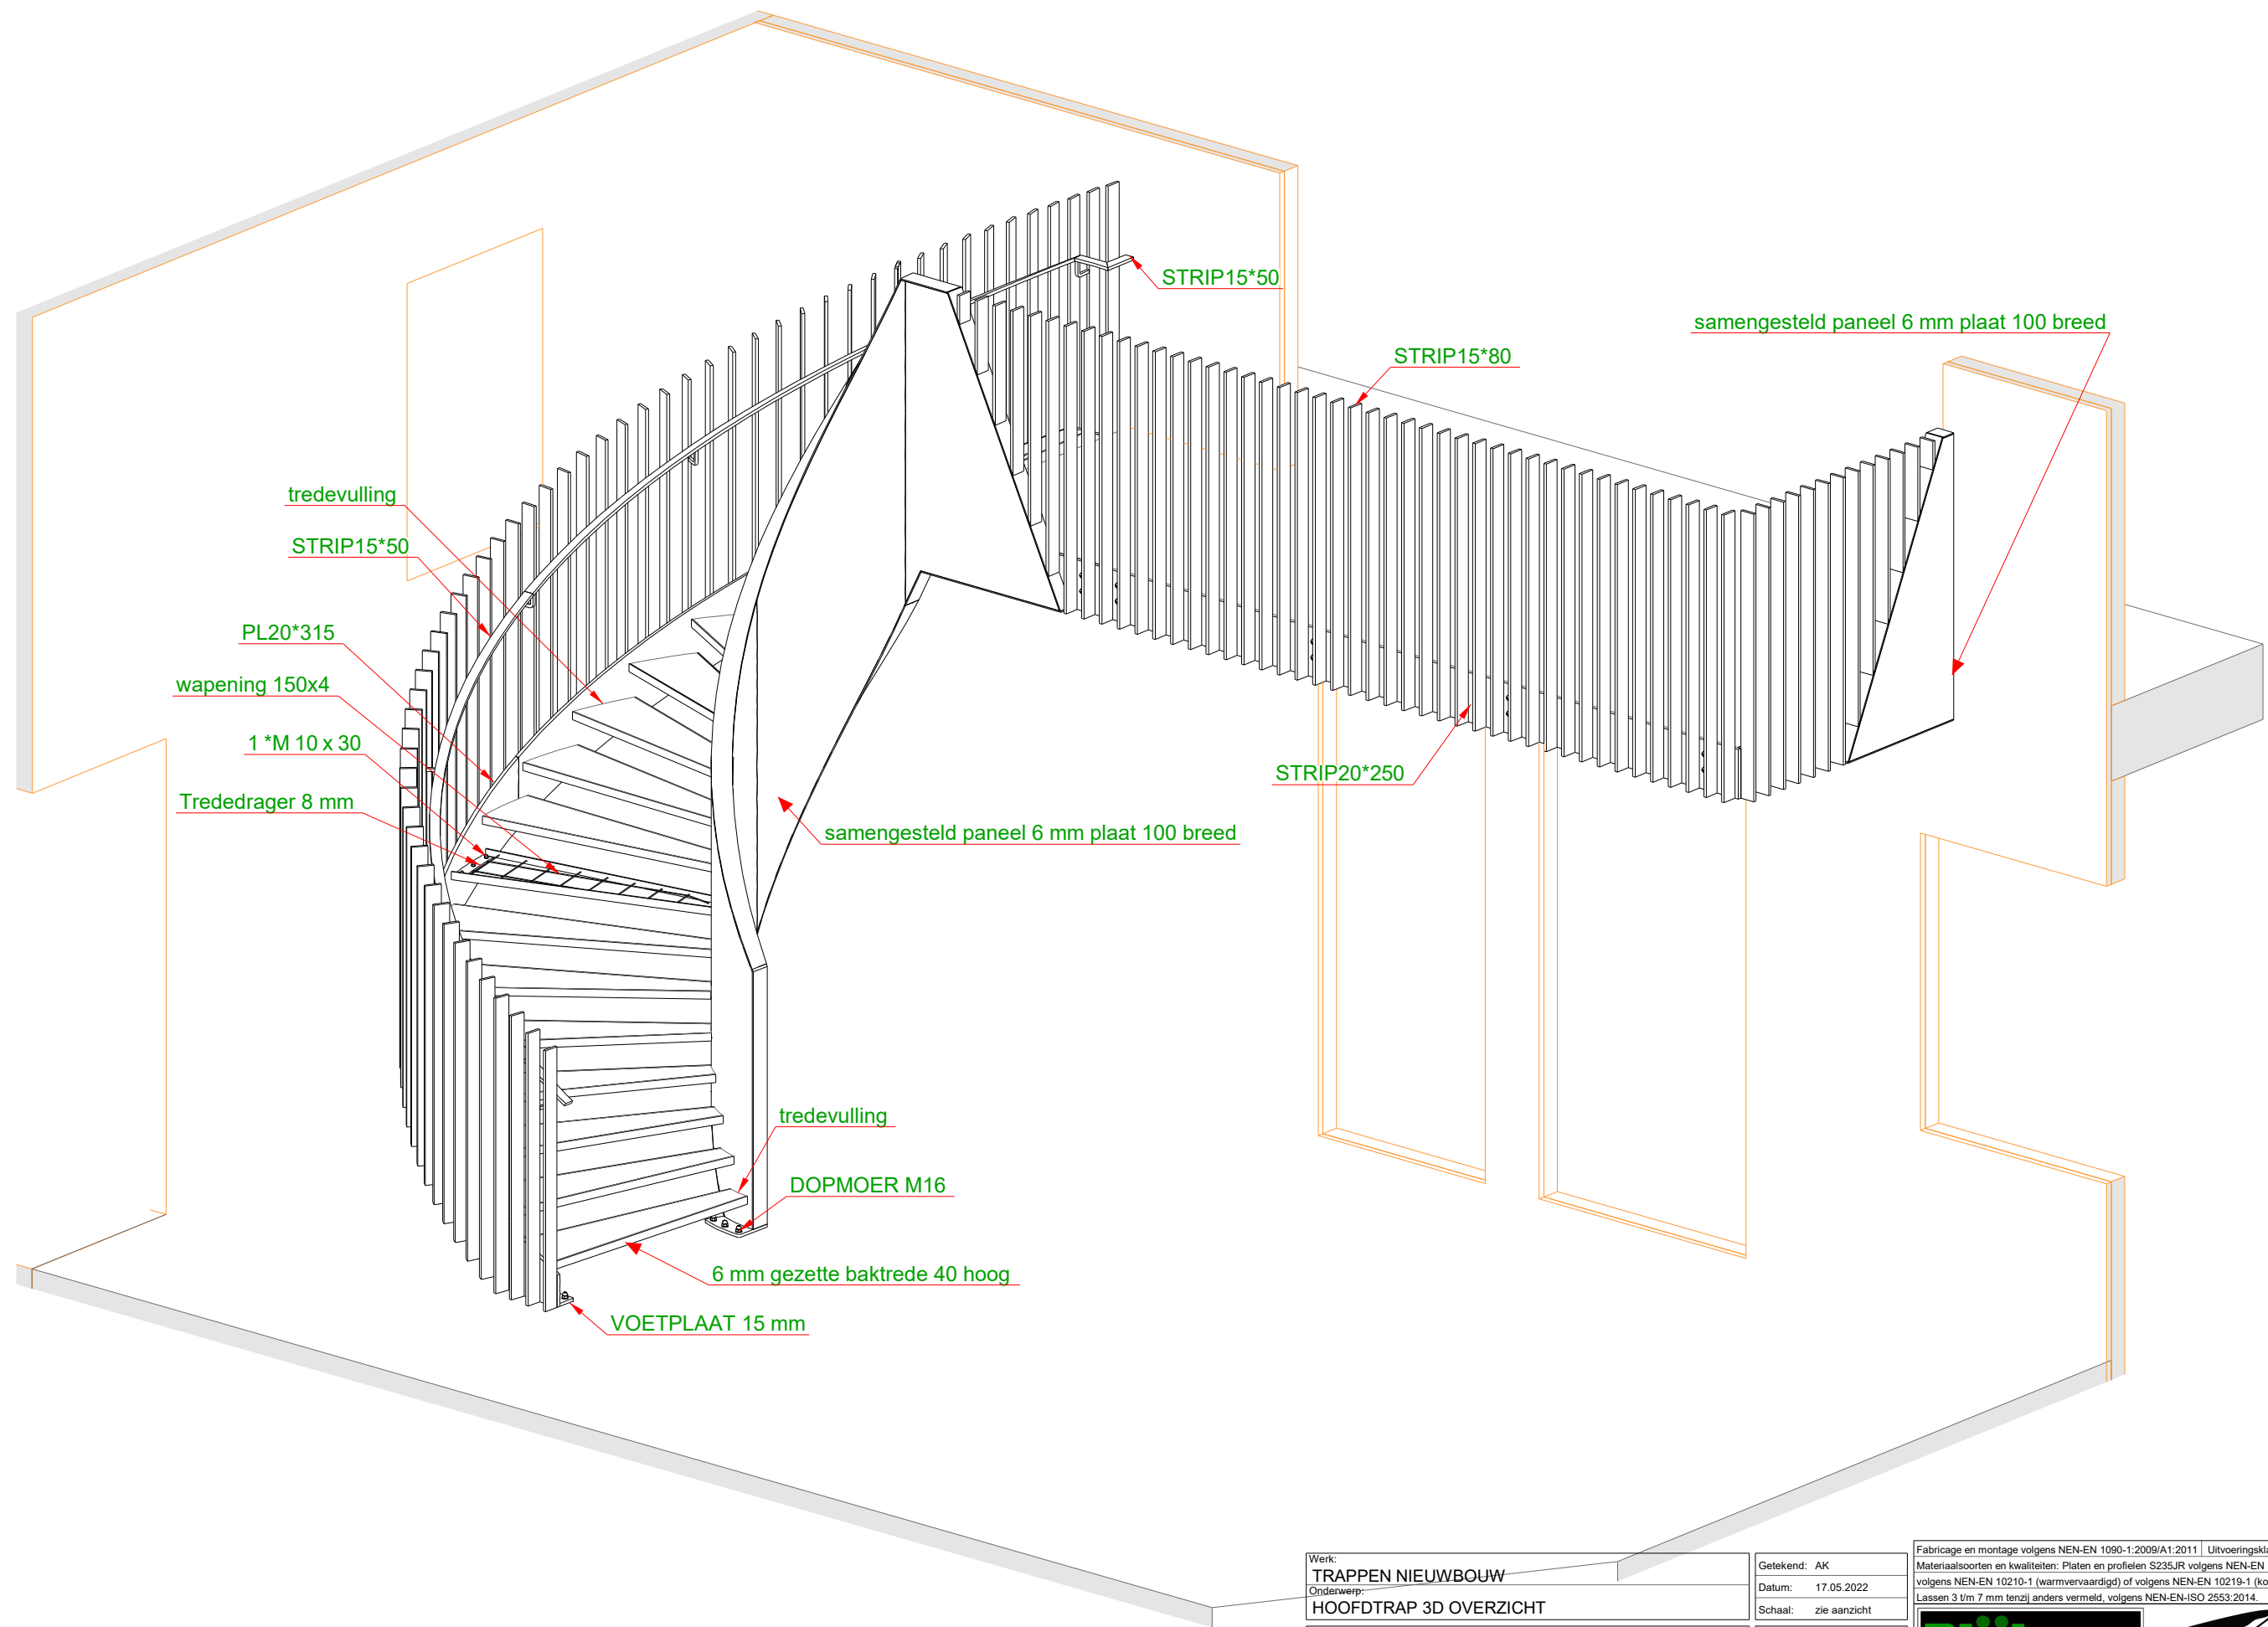 STRIP15*50
samengesteld paneel 6 mm plaat 100 breed
STRIP15*80
tredevulling
STRIP15*50
PL20*315
wapening 150x4
1 *M 10 x 30
Trededrager 8 mm
STRIP20*250
samengesteld paneel 6 mm plaat 100 breed
tredevulling
DOPMOER M16
6 mm gezette baktrede 40 hoog
VOETPLAAT 15 mm
Werk:
TRAPPEN NIEUWBOUW
Onderwerp:
HOOFDTRAP 3D OVERZICHT
Getekend: AK
Datum: 17.05.2022
Schaal: zie aanzicht
Fabricage en montage volgens NEN-EN 1090-1:2009/A1:2011
Materiaalsoorten en kwaliteiten: Platen en profielen S235JR volgens NEN-EN
volgens NEN-EN 10210-1 (warmvervaardigd) of volgens NEN-EN 10219-1
Lassen 3 t/m 7 mm tenzij anders vermeld, volgens NEN-EN-ISO 2553:2014.